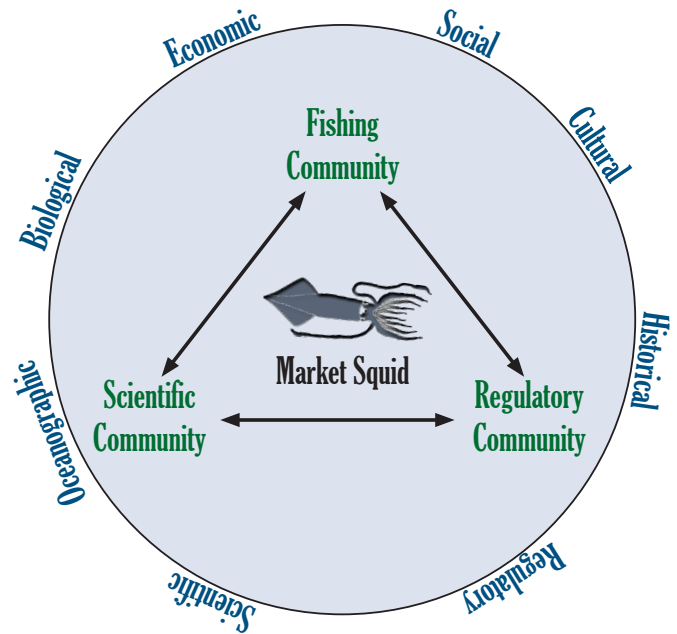 Economic
Social
Cultural
Biological
Fishing
Community
Historical
Market Squid
Oceanographic
Scientific
Community
Regulatory
Community
Scientific
Regulatory